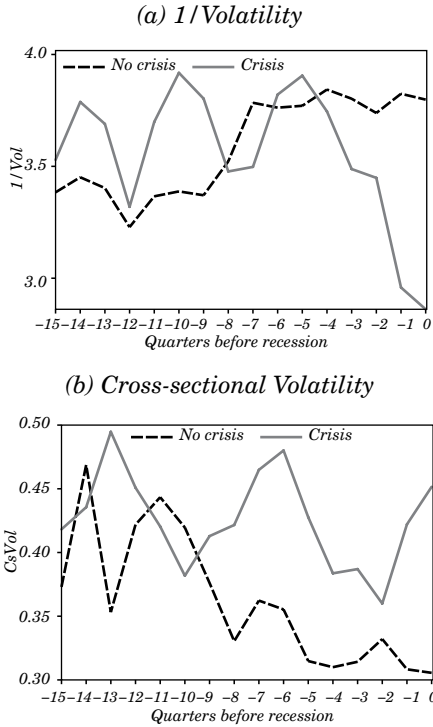 (a) 1/Volatility
4.0
No crisis Crisis
3.5
1/Vol
3.0
−15 −14 −13 −12 −11 −10 −9 −8 −7 −6 −5 −4 −3 −2 −1 0
Quarters before recession
(b) Cross-sectional Volatility
0.50
No crisis Crisis
0.45
0.40
CsVol
0.35
0.30
−15 −14 −13 −12 −11 −10 −9 −8 −7 −6 −5 −4 −3 −2 −1 0
Quarters before recession